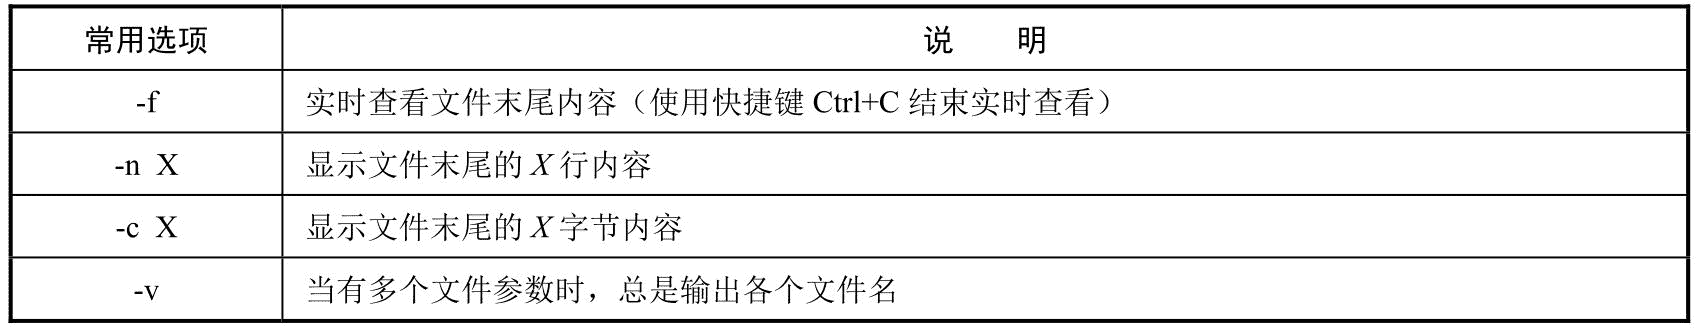 常用选项 说 明
-f 实时查看文件末尾内容（使用快捷键 Ctrl+C 结束实时查看）
-n X 显示文件末尾的 X 行内容
-c X 显示文件末尾的 X 字节内容
-v 当有多个文件参数时，总是输出各个文件名